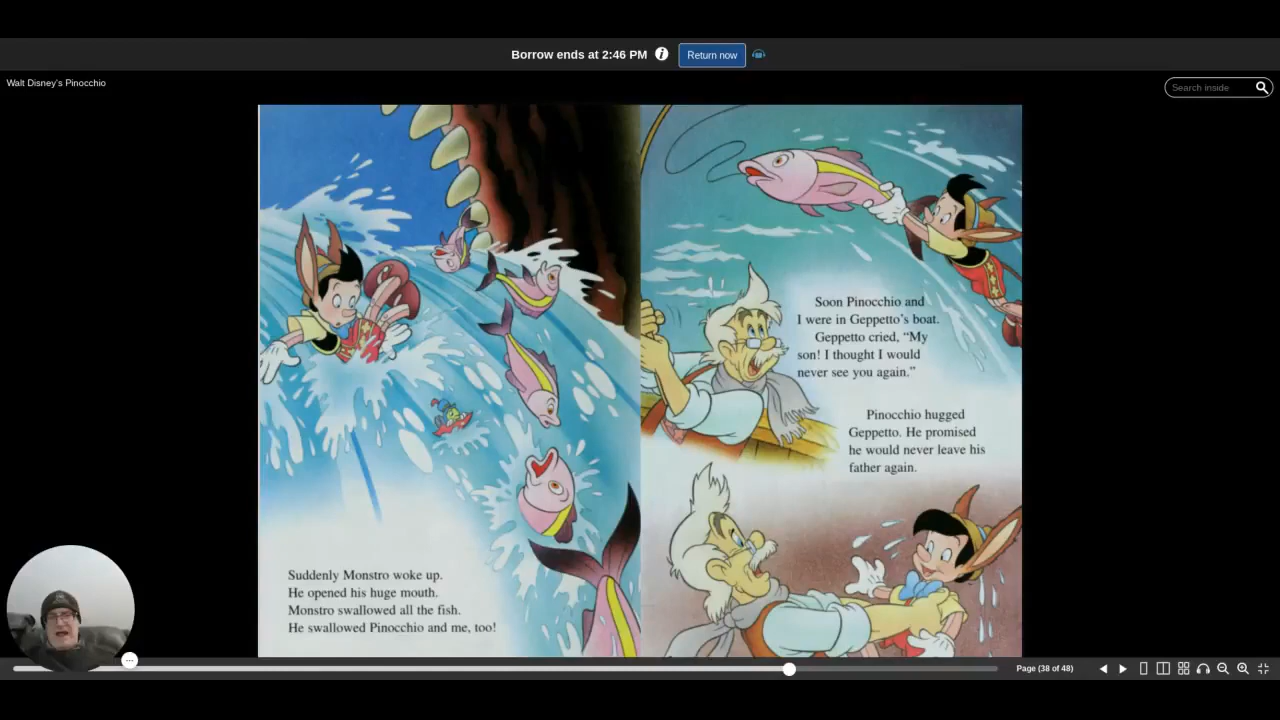 Borrow ends at 2:46 PM
Return now
Walt Disney's Pinocchio
Search inside
Suddenly Monstro woke up.
He opened his huge mouth.
Monstro swallowed all the fish.
He swallowed Pinocchio and me, too!
Soon Pinocchio and
I were in Geppetto's boat.
Geppetto cried, “My
son! I thought I would
never see you again.”
Pinocchio hugged
Geppetto. He promised
he would never leave his
father again.
Page (38 of 48)